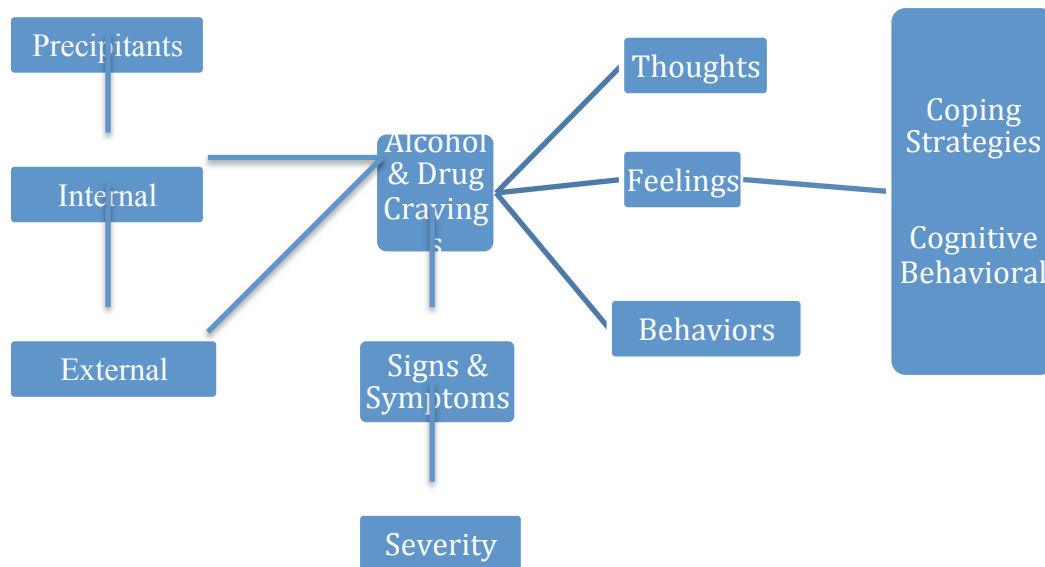 Precipitants
Internal
External
Alcohol
& Drug
Craving
s
Signs &
Symptoms
Severity
Thoughts
Feelings
Behaviors
Coping
Strategies
Cognitive
Behavioral